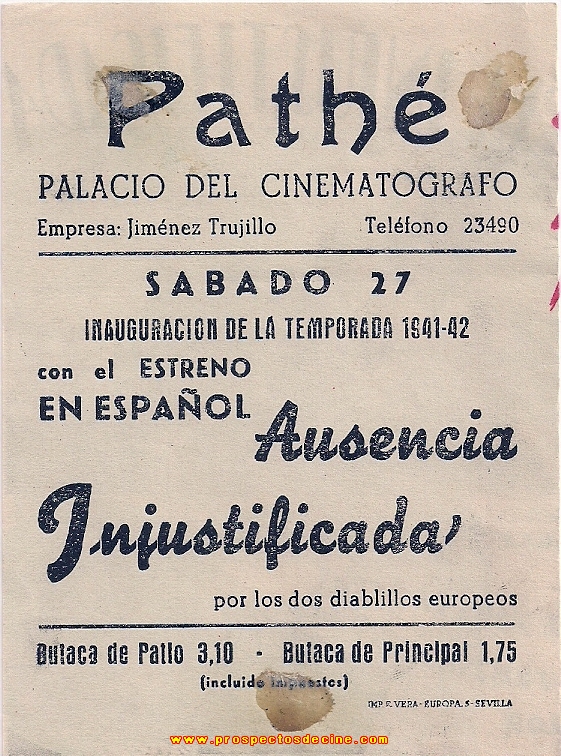 Pathé
PALACIO DEL CINEMATOGRAFO
Empresa: Jiménez Trujillo Teléfono 23490
SABADO 27
INAUGURACION DE LA TEMPORADA 1941-42
con el ESTRENO
EN ESPAÑOL
Ausencia
Injustificada
por los dos diablillos europeos
Butaca de Patio 3,10 - Butaca de Principal 1,75
(incluido impuestos)
IMP. F. VERA-EUROPA, 5-SEVILLA
www.prospectosdecine.com